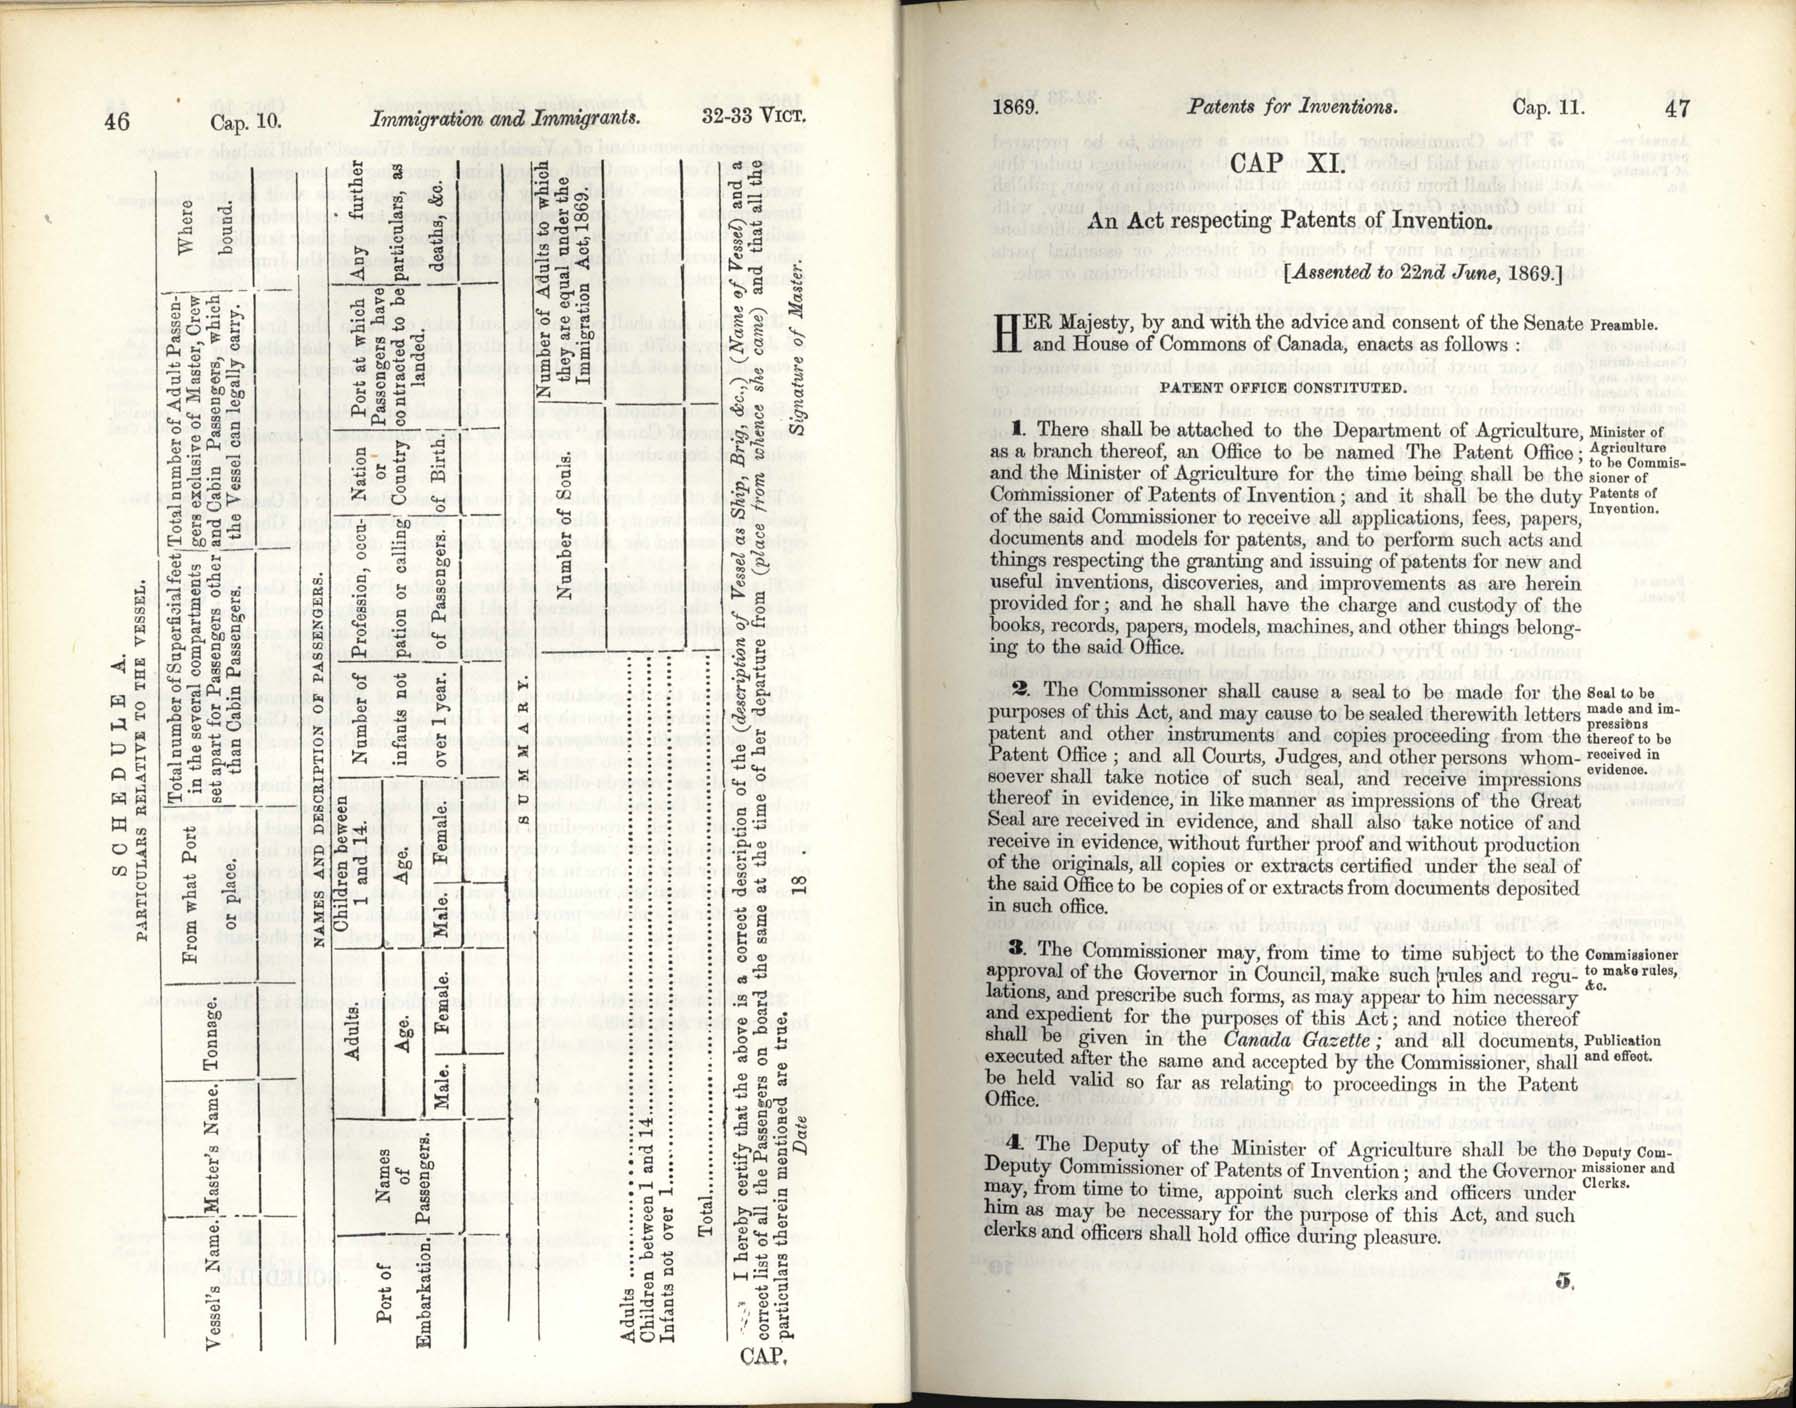 46 Cap. 10. Immigration and Immigrants. 32-33 VICT.
SCHEDULE A.
PARTICULARS RELATIVE TO THE VESSEL.
Vessel's Name.
Master's Name.
Tonnage.
From what Port
or place.
Total number of Superficial feet
in the several compartments
set apart for Passengers other
than Cabin Passengers.
Total number of Adult Passen-
gers exclusive of Master, Crew
and Cabin Passengers, which
the Vessel can legally carry.
Where
bound.
NAMES AND DESCRIPTION OF PASSENGERS.
Port of
Embarkation.
Names
of
Passengers.
Adults.
Age.
Male. Female.
Children between
1 and 14.
Age.
Male. Female.
Number of
infants not
over 1 year.
Profession, occu-
pation or calling
of Passengers.
Nation
or
Country
of Birth.
Port at which
Passengers have
contracted to be
landed.
Any further
particulars, as
deaths, &c.
SUMMARY.
Number of Souls.
Number of Adults to which
they are equal under the
Immigration Act, 1869.
Adults
Children between 1 and 14
Infants not over 1
Total
I hereby certify that the above is a correct description of the (description of Vessel as Ship, Brig, &c.,) (Name of Vessel) and a
correct list of all the Passengers on board the same at the time of her departure from (place from whence she came) and that all the
particulars therein mentioned are true.
Date 18 . Signature of Master.
CAP.
1869. Patents for Inventions. Cap. 11. 47
CAP XI.
An Act respecting Patents of Invention.
[Assented to 22nd June, 1869.]
HER Majesty, by and with the advice and consent of the Senate
and House of Commons of Canada, enacts as follows :
Preamble.
PATENT OFFICE CONSTITUTED.
1. There shall be attached to the Department of Agriculture,
as a branch thereof, an Office to be named The Patent Office ;
and the Minister of Agriculture for the time being shall be the
Commissioner of Patents of Invention ; and it shall be the duty
of the said Commissioner to receive all applications, fees, papers,
documents and models for patents, and to perform such acts and
things respecting the granting and issuing of patents for new and
useful inventions, discoveries, and improvements as are herein
provided for ; and he shall have the charge and custody of the
books, records, papers, models, machines, and other things belong-
ing to the said Office.
Minister of
Agriculture
to be Commis-
sioner of
Patents of
Invention.
2. The Commissoner shall cause a seal to be made for the
purposes of this Act, and may cause to be sealed therewith letters
patent and other instruments and copies proceeding from the
Patent Office ; and all Courts, Judges, and other persons whom-
soever shall take notice of such seal, and receive impressions
thereof in evidence, in like manner as impressions of the Great
Seal are received in evidence, and shall also take notice of and
receive in evidence, without further proof and without production
of the originals, all copies or extracts certified under the seal of
the said Office to be copies of or extracts from documents deposited
in such office.
Seal to be
made and im-
pressions
thereof to be
received in
evidence.
3. The Commissioner may, from time to time subject to the
approval of the Governor in Council, make such rules and regu-
lations, and prescribe such forms, as may appear to him necessary
and expedient for the purposes of this Act ; and notice thereof
shall be given in the Canada Gazette ; and all documents,
executed after the same and accepted by the Commissioner, shall
be held valid so far as relating to proceedings in the Patent
Office.
Commissioner
to make rules,
&c.
Publication
and effect.
4. The Deputy of the Minister of Agriculture shall be the
Deputy Commissioner of Patents of Invention ; and the Governor
may, from time to time, appoint such clerks and officers under
him as may be necessary for the purpose of this Act, and such
clerks and officers shall hold office during pleasure.
Deputy Com-
missioner and
Clerks.
5.